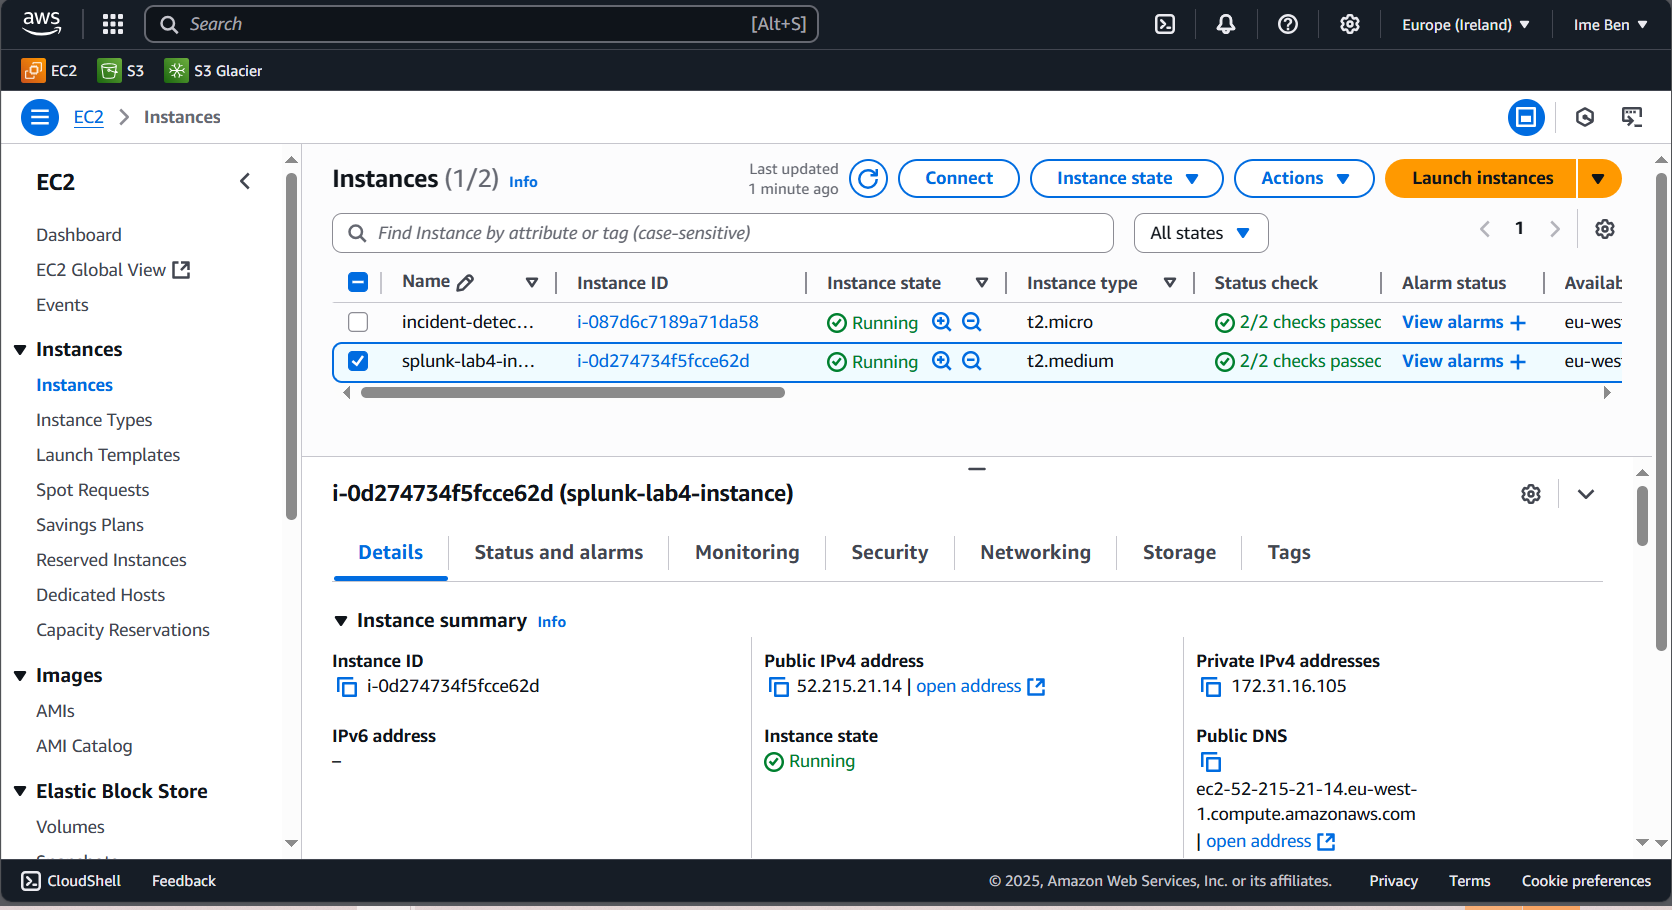 aws
Search [Alt+S]
Europe (Ireland)
Ime Ben
EC2
S3
S3 Glacier
EC2
Instances
EC2
Dashboard
EC2 Global View
Events
Instances
Instances
Instance Types
Launch Templates
Spot Requests
Savings Plans
Reserved Instances
Dedicated Hosts
Capacity Reservations
Images
AMIs
AMI Catalog
Elastic Block Store
Volumes
Instances (1/2) Info
Last updated
1 minute ago
Connect
Instance state
Actions
Launch instances
Find Instance by attribute or tag (case-sensitive)
All states
1
Name Instance ID Instance state Instance type Status check Alarm status Availab
incident-detec... i-087d6c7189a71da58 Running t2.micro 2/2 checks passed View alarms + eu-wes
splunk-lab4-in... i-0d274734f5fcce62d Running t2.medium 2/2 checks passed View alarms + eu-wes
i-0d274734f5fcce62d (splunk-lab4-instance)
Details
Status and alarms
Monitoring
Security
Networking
Storage
Tags
Instance summary Info
Instance ID
i-0d274734f5fcce62d
IPv6 address
–
Public IPv4 address
52.215.21.14 | open address
Instance state
Running
Private IPv4 addresses
172.31.16.105
Public DNS
ec2-52-215-21-14.eu-west-
1.compute.amazonaws.com
| open address
CloudShell
Feedback
© 2025, Amazon Web Services, Inc. or its affiliates.
Privacy
Terms
Cookie preferences